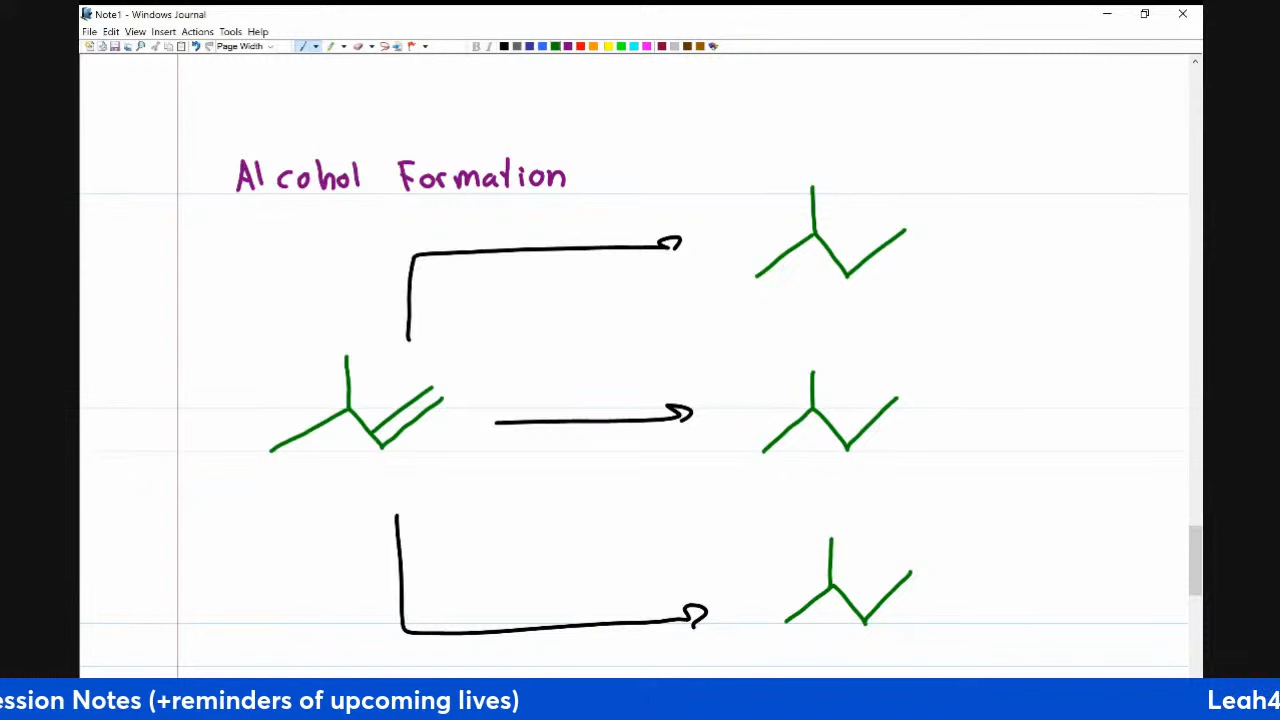 Note1 - Windows Journal
File Edit View Insert Actions Tools Help
Page Width
B I
Alcohol Formation
ession Notes (+reminders of upcoming lives) Leah4